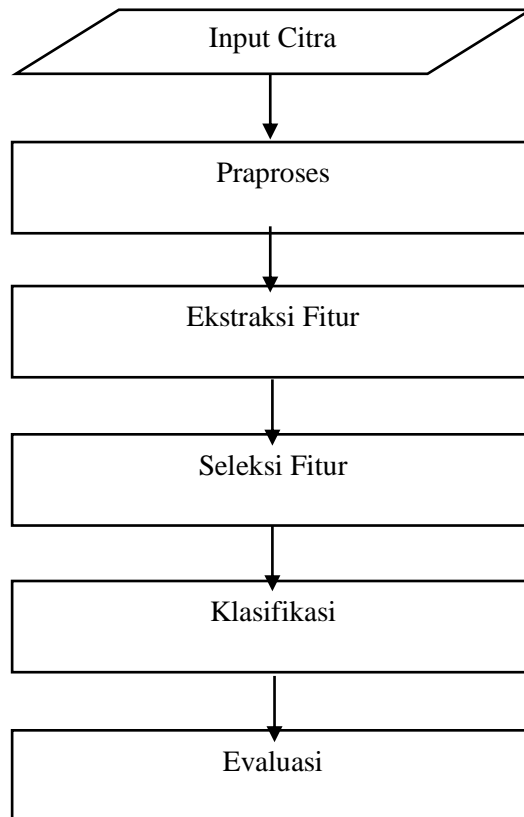 Input Citra
Praproses
Ekstraksi Fitur
Seleksi Fitur
Klasifikasi
Evaluasi